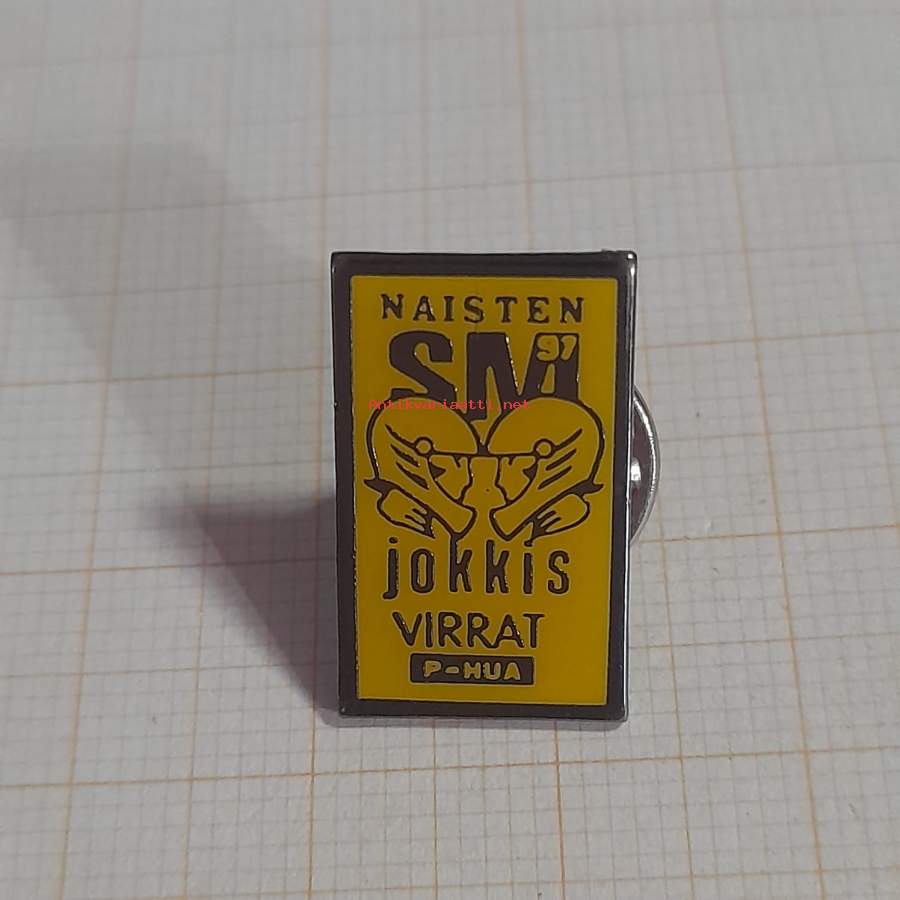 NAISTEN
SM 97
Antikvariaatti.net
jokkis
VIRRAT
P-HUA